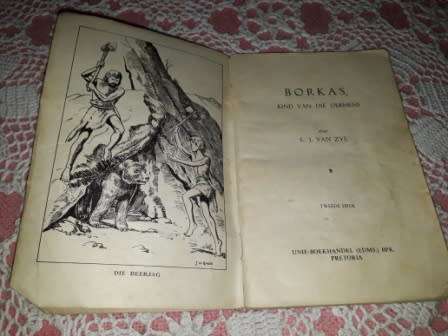 DIE BEERJAG
BORKAS,
KIND VAN DIE OERMENS
deur
S. J. VAN ZYL
TWEEDE DRUK
UNIE-BOEKHANDEL (EDMS.) BPK.
PRETORIA